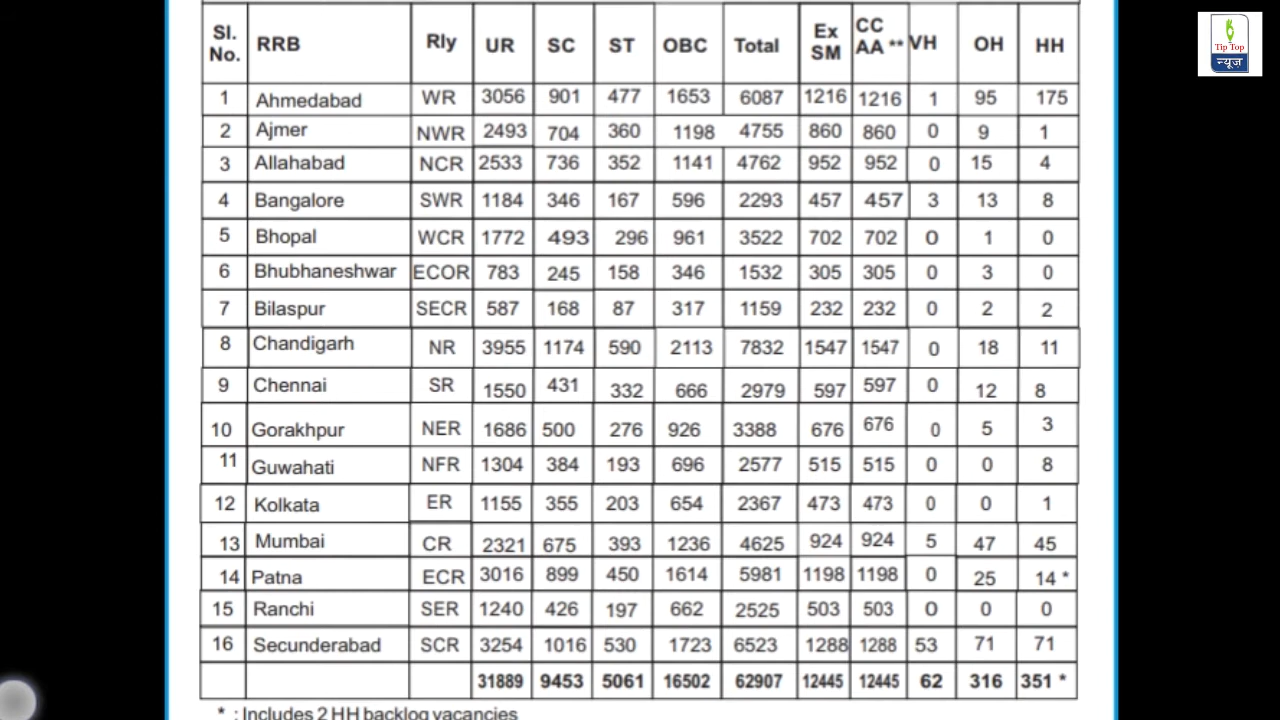 Sl. No. RRB Rly UR SC ST OBC Total Ex SM CC AA ** VH OH HH
1 Ahmedabad WR 3056 901 477 1653 6087 1216 1216 1 95 175
2 Ajmer NWR 2493 704 360 1198 4755 860 860 0 9 1
3 Allahabad NCR 2533 736 352 1141 4762 952 952 0 15 4
4 Bangalore SWR 1184 346 167 596 2293 457 457 3 13 8
5 Bhopal WCR 1772 493 296 961 3522 702 702 0 1 0
6 Bhubhaneshwar ECOR 783 245 158 346 1532 305 305 0 3 0
7 Bilaspur SECR 587 168 87 317 1159 232 232 0 2 2
8 Chandigarh NR 3955 1174 590 2113 7832 1547 1547 0 18 11
9 Chennai SR 1550 431 332 666 2979 597 597 0 12 8
10 Gorakhpur NER 1686 500 276 926 3388 676 676 0 5 3
11 Guwahati NFR 1304 384 193 696 2577 515 515 0 0 8
12 Kolkata ER 1155 355 203 654 2367 473 473 0 0 1
13 Mumbai CR 2321 675 393 1236 4625 924 924 5 47 45
14 Patna ECR 3016 899 450 1614 5981 1198 1198 0 25 14 *
15 Ranchi SER 1240 426 197 662 2525 503 503 0 0 0
16 Secunderabad SCR 3254 1016 530 1723 6523 1288 1288 53 71 71
31889 9453 5061 16502 62907 12445 12445 62 316 351 *
* : Includes 2 HH backlog vacancies
Tip Top
न्यूज़